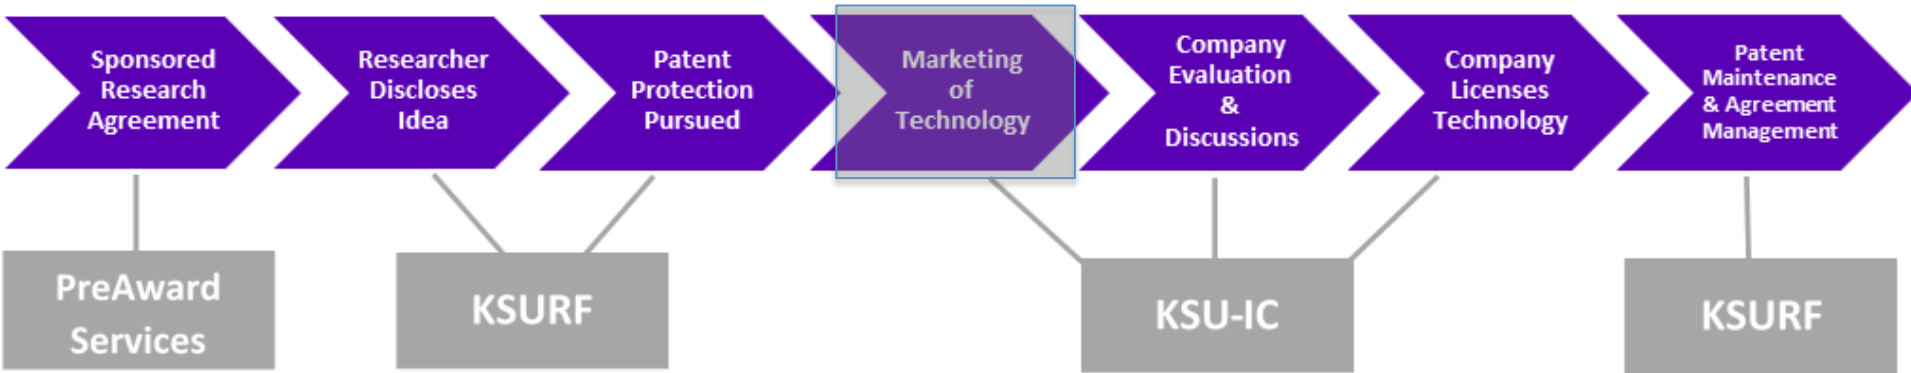 Sponsored
Research
Agreement
Researcher
Discloses
Idea
Patent
Protection
Pursued
Marketing
of
Technology
Company
Evaluation
&
Discussions
Company
Licenses
Technology
Patent
Maintenance
& Agreement
Management
PreAward
Services
KSURF
KSU-IC
KSURF